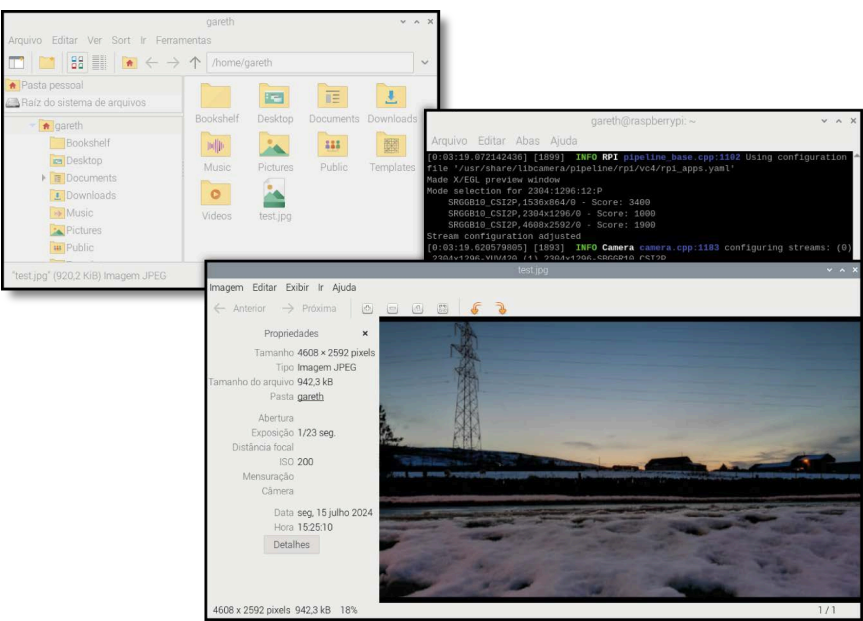 gareth
Arquivo Editar Ver Sort Ir Ferramentas
/home/gareth
Pasta pessoal
Raíz do sistema de arquivos
gareth
Bookshelf
Desktop
Documents
Downloads
Music
Pictures
Public
Bookshelf Desktop Documents Downloads
Music Pictures Public Templates
Videos test.jpg
"test.jpg" (920,2 KiB) Imagem JPEG
gareth@raspberrypi: ~
Arquivo Editar Abas Ajuda
[0:03:19.072142436] [1899] INFO RPI pipeline_base.cpp:1102 Using configuration
file '/usr/share/libcamera/pipeline/rpi/vc4/rpi_apps.yaml'
Made X/EGL preview window
Mode selection for 2304:1296:12:P
SRGGB10_CSI2P,1536x864/0 - Score: 3400
SRGGB10_CSI2P,2304x1296/0 - Score: 1000
SRGGB10_CSI2P,4608x2592/0 - Score: 1900
Stream configuration adjusted
[0:03:19.620579805] [1893] INFO Camera camera.cpp:1183 configuring streams: (0)
2304x1296-YUV420 (1) 2304x1296-SBGGR10_CSI2P
test.jpg
Imagem Editar Exibir Ir Ajuda
Anterior Próxima
Propriedades
Tamanho 4608 × 2592 pixels
Tipo Imagem JPEG
Tamanho do arquivo 942,3 kB
Pasta gareth
Abertura
Exposição 1/23 seg.
Distância focal
ISO 200
Mensuração
Câmera
Data seg, 15 julho 2024
Hora 15:25:10
Detalhes
4608 x 2592 pixels 942,3 kB 18%
1 / 1